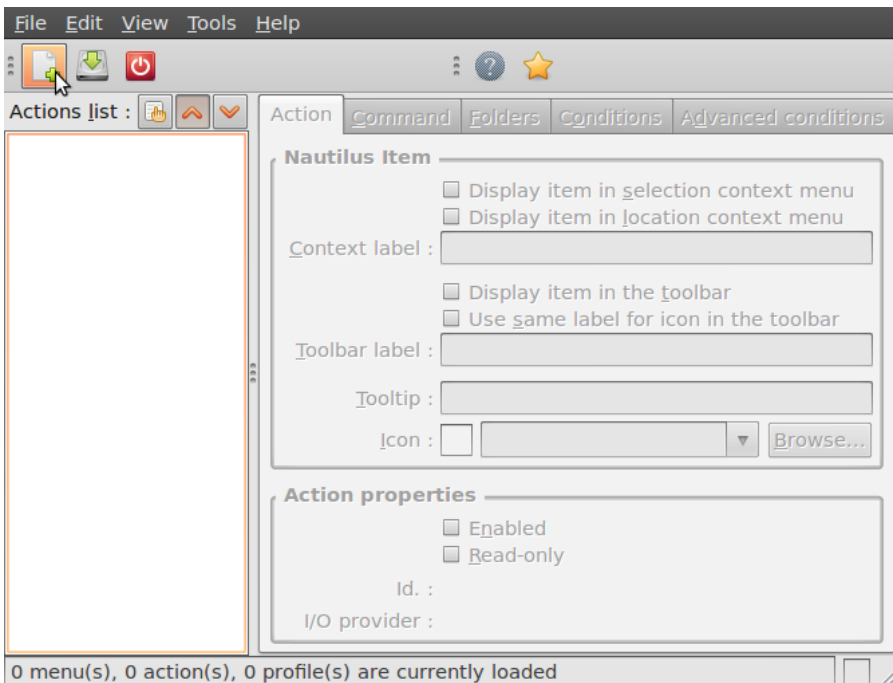 File Edit View Tools Help
Actions list :
Action Command Folders Conditions Advanced conditions
Nautilus Item
Display item in selection context menu
Display item in location context menu
Context label :
Display item in the toolbar
Use same label for icon in the toolbar
Toolbar label :
Tooltip :
Icon : Browse...
Action properties
Enabled
Read-only
Id. :
I/O provider :
0 menu(s), 0 action(s), 0 profile(s) are currently loaded